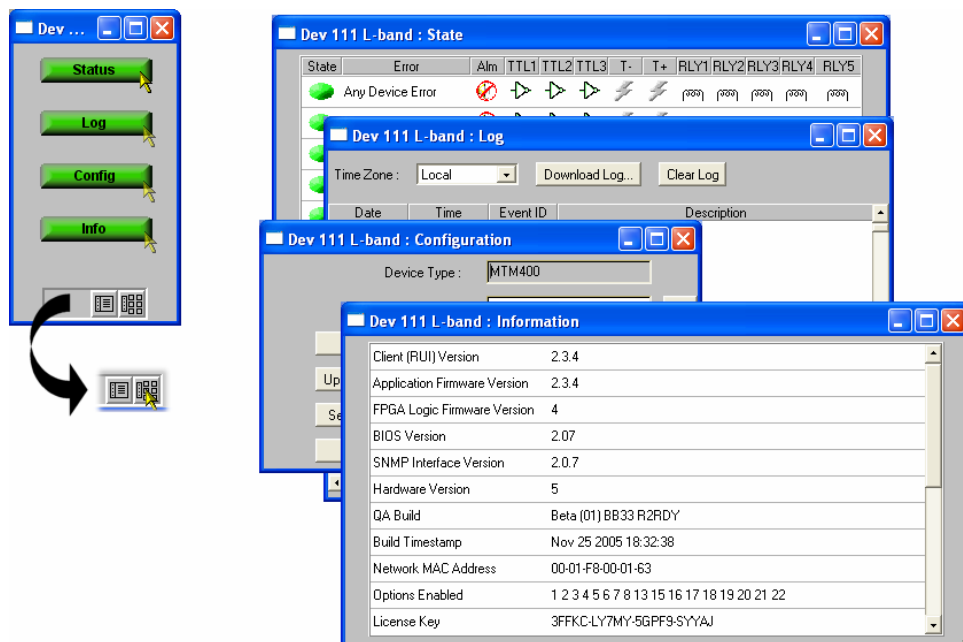 Dev ...
Status
Log
Config
Info
Dev 111 L-band : State
State Error Alm TTL1 TTL2 TTL3 T- T+ RLY1 RLY2 RLY3 RLY4 RLY5
Any Device Error
Dev 111 L-band : Log
Time Zone : Local Download Log... Clear Log
Date Time Event ID Description
Dev 111 L-band : Configuration
Device Type : MTM400
Up
Se
Dev 111 L-band : Information
Client (RUI) Version 2.3.4
Application Firmware Version 2.3.4
FPGA Logic Firmware Version 4
BIOS Version 2.07
SNMP Interface Version 2.0.7
Hardware Version 5
QA Build Beta (01) BB33 R2RDY
Build Timestamp Nov 25 2005 18:32:38
Network MAC Address 00-01-F8-00-01-63
Options Enabled 1 2 3 4 5 6 7 8 13 15 16 17 18 19 20 21 22
License Key 3FFKC-LY7MY-5GPF9-SYYAJ